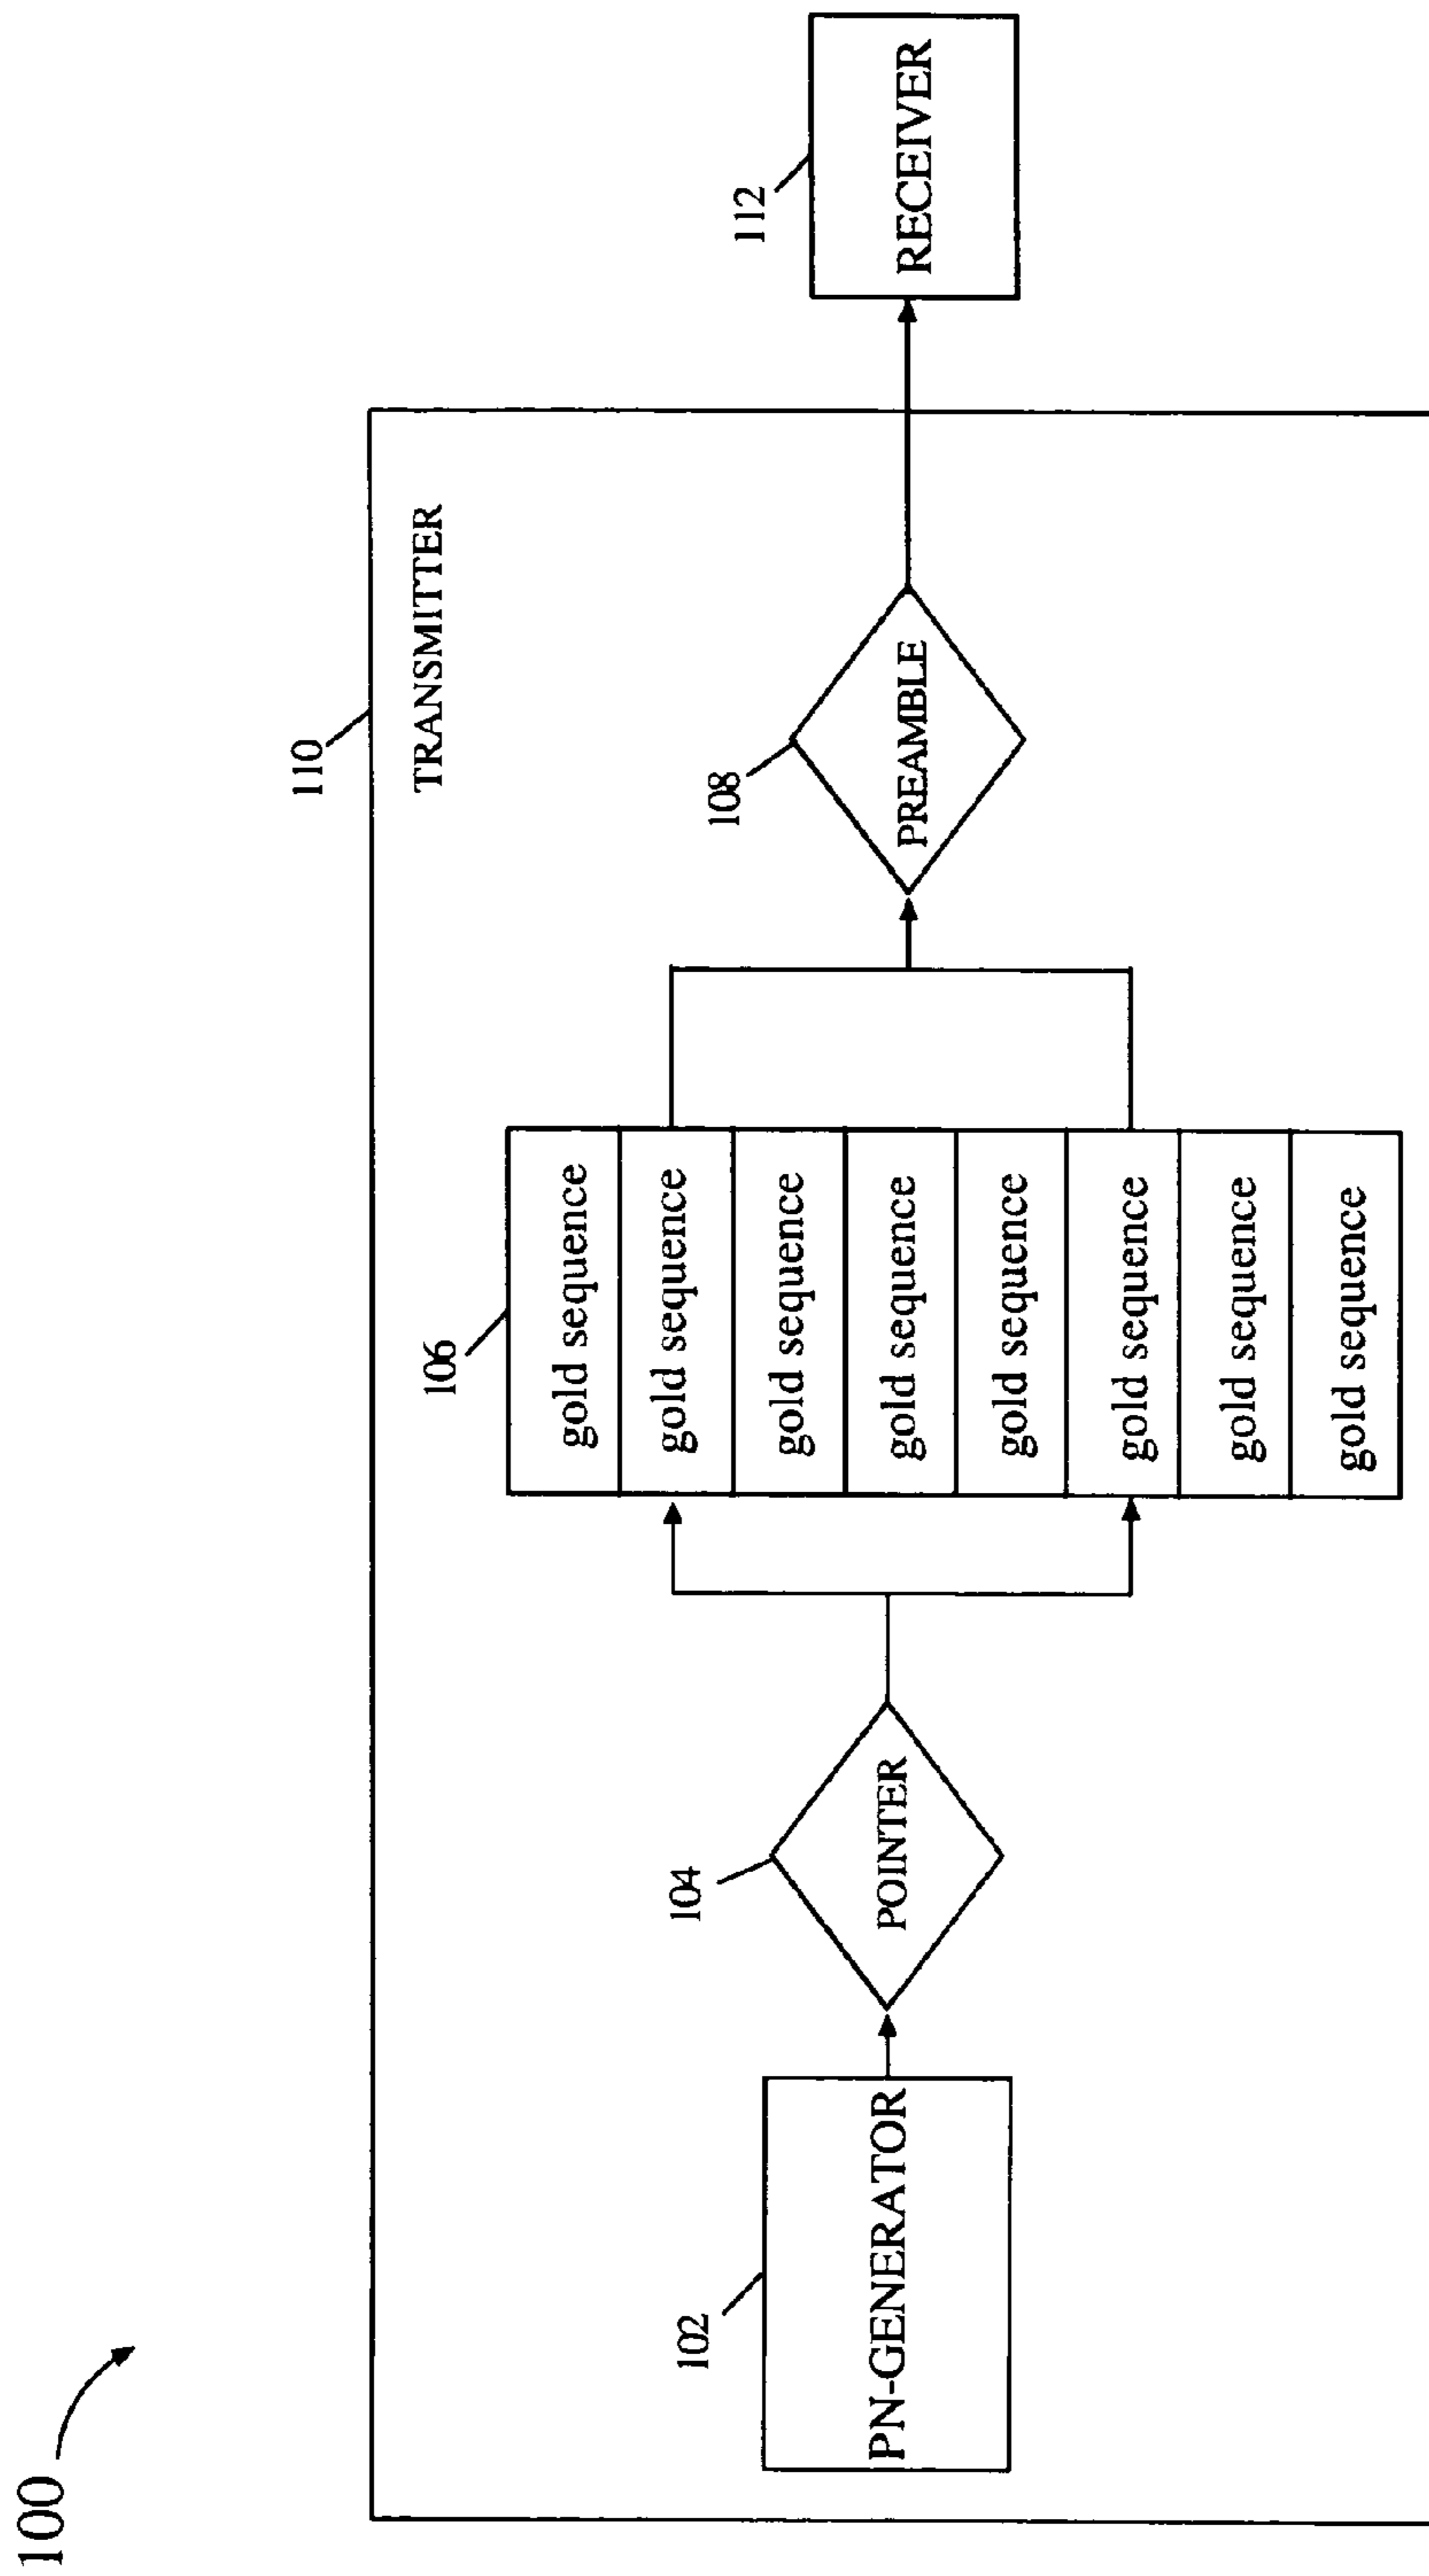 100
110
TRANSMITTER
102
PN-GENERATOR
104
POINTER
106
gold sequence
gold sequence
gold sequence
gold sequence
gold sequence
gold sequence
gold sequence
gold sequence
108
PREAMBLE
112
RECEIVER